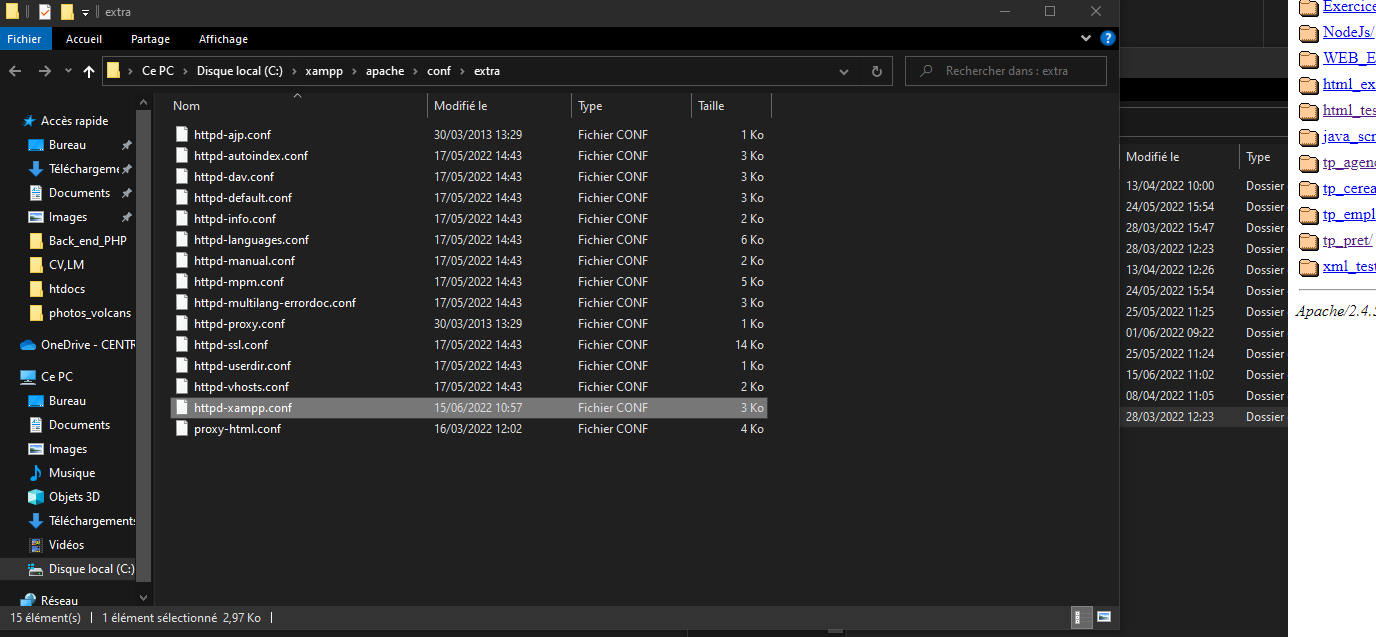 extra
Fichier Accueil Partage Affichage
Ce PC Disque local (C:) xampp apache conf extra
Rechercher dans : extra
Nom Modifié le Type Taille
httpd-ajp.conf 30/03/2013 13:29 Fichier CONF 1 Ko
httpd-autoindex.conf 17/05/2022 14:43 Fichier CONF 3 Ko
httpd-dav.conf 17/05/2022 14:43 Fichier CONF 3 Ko
httpd-default.conf 17/05/2022 14:43 Fichier CONF 3 Ko
httpd-info.conf 17/05/2022 14:43 Fichier CONF 2 Ko
httpd-languages.conf 17/05/2022 14:43 Fichier CONF 6 Ko
httpd-manual.conf 17/05/2022 14:43 Fichier CONF 2 Ko
httpd-mpm.conf 17/05/2022 14:43 Fichier CONF 5 Ko
httpd-multilang-errordoc.conf 17/05/2022 14:43 Fichier CONF 3 Ko
httpd-proxy.conf 30/03/2013 13:29 Fichier CONF 1 Ko
httpd-ssl.conf 17/05/2022 14:43 Fichier CONF 14 Ko
httpd-userdir.conf 17/05/2022 14:43 Fichier CONF 1 Ko
httpd-vhosts.conf 17/05/2022 14:43 Fichier CONF 2 Ko
httpd-xampp.conf 15/06/2022 10:57 Fichier CONF 3 Ko
proxy-html.conf 16/03/2022 12:02 Fichier CONF 4 Ko
Accès rapide
Bureau
Téléchargeme
Documents
Images
Back_end_PHP
CV,LM
htdocs
photos_volcans
OneDrive - CENTR
Ce PC
Bureau
Documents
Images
Musique
Objets 3D
Téléchargements
Vidéos
Disque local (C:)
Réseau
15 élément(s) 1 élément sélectionné 2,97 Ko
Modifié le Type
13/04/2022 10:00 Dossier
24/05/2022 15:54 Dossier
28/03/2022 15:47 Dossier
28/03/2022 12:23 Dossier
13/04/2022 12:26 Dossier
24/05/2022 15:54 Dossier
25/05/2022 11:25 Dossier
01/06/2022 09:22 Dossier
25/05/2022 11:24 Dossier
15/06/2022 11:02 Dossier
08/04/2022 11:05 Dossier
28/03/2022 12:23 Dossier
Exercice
NodeJs/
WEB_E
html_ex
html_tes
java_scr
tp_agen
tp_cerea
tp_empl
tp_pret/
xml_test
Apache/2.4.5